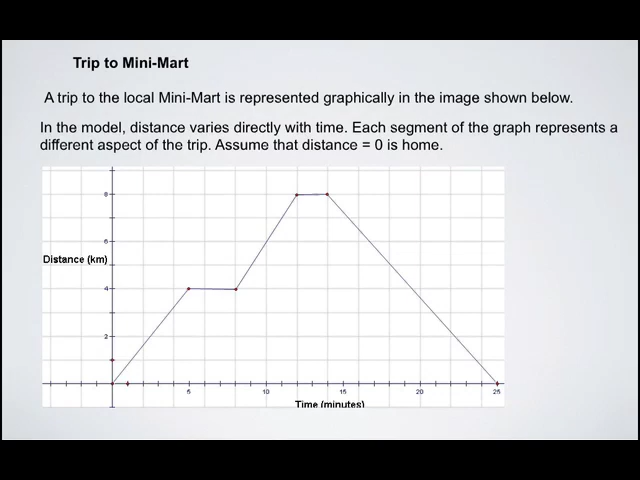 Trip to Mini-Mart
A trip to the local Mini-Mart is represented graphically in the image shown below.
In the model, distance varies directly with time. Each segment of the graph represents a
different aspect of the trip. Assume that distance = 0 is home.
8
6
Distance (km)
4
2
5 10 15 20 25
Time (minutes)